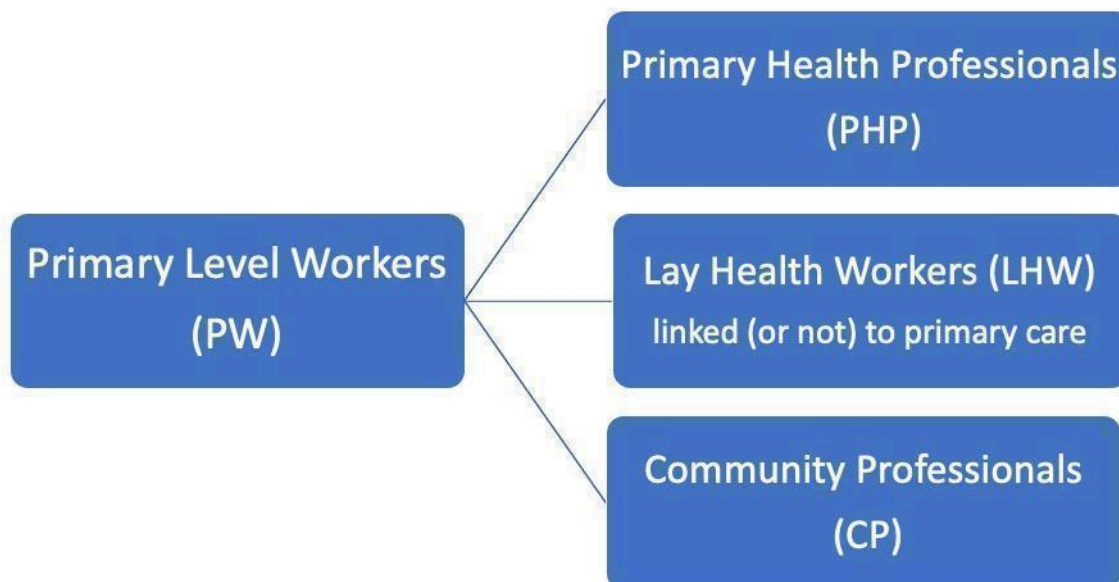 Primary Health Professionals
(PHP)
Primary Level Workers
(PW)
Lay Health Workers (LHW)
linked (or not) to primary care
Community Professionals
(CP)